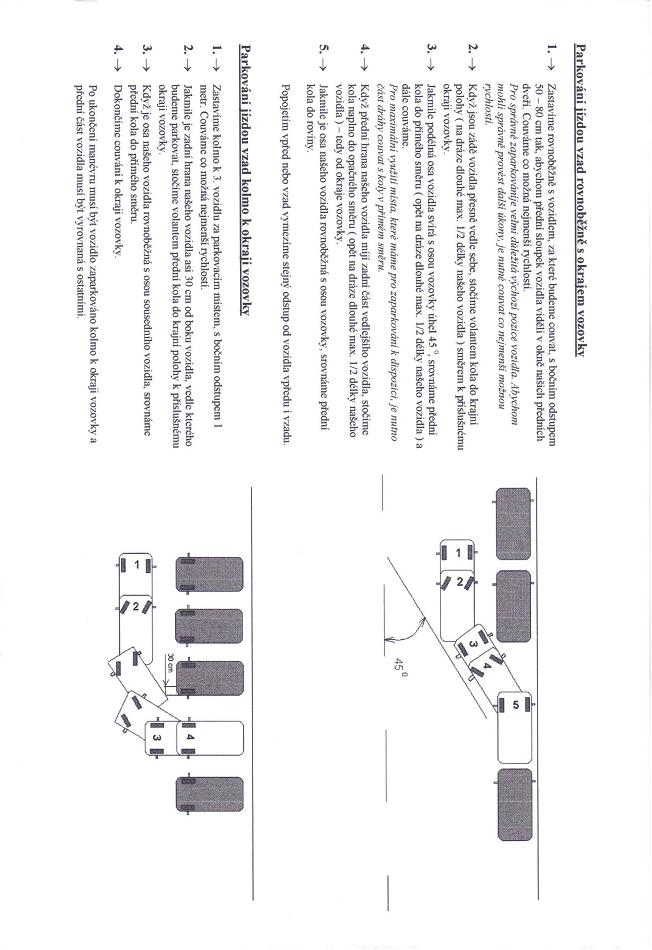 Parkování jízdou vzad rovnoběžně s okrajem vozovky
1. → Zastavíme rovnoběžně s vozidlem, za které budeme couvat, s bočním odstupem
50 – 80 cm tak, abychom přední sloupek vozidla viděli v okně našich předních
dveří. Couváme co možná nejmenší rychlostí.
Pro správné zaparkování je velmi důležitá výchozí pozice vozidla. Abychom
mohli správně provést další úkony, je nutné couvat co nejmenší možnou
rychlostí.
2. → Když jsou zádě vozidla přesně vedle sebe, stočíme volantem kola do krajní
polohy ( na dráze dlouhé max. 1/2 délky našeho vozidla ) směrem k příslušnému
okraji vozovky.
3. → Jakmile podélná osa vozidla svírá s osou vozovky úhel 45 °, srovnáme přední
kola do přímého směru ( opět na dráze dlouhé max. 1/2 délky našeho vozidla ) a
dále couváme.
Pro maximální využití místa, které máme pro zaparkování k dispozici, je nutno
část dráhy couvat s koly v přímém směru.
4. → Když přední hrana našeho vozidla míjí zadní část vedlejšího vozidla, stočíme
kola naplno do opačného směru ( opět na dráze dlouhé max. 1/2 délky našeho
vozidla ) – tedy od okraje vozovky.
5. → Jakmile je osa našeho vozidla rovnoběžná s osou vozovky, srovnáme přední
kola do roviny.
Popojetím vpřed nebo vzad vymezíme stejný odstup od vozidla vpředu i vzadu.
1
2
3
4
5
45 °
Parkování jízdou vzad kolmo k okraji vozovky
1. → Zastavíme kolmo k 3. vozidlu za parkovacím místem, s bočním odstupem 1
metr. Couváme co možná nejmenší rychlostí.
2. → Jakmile je zadní hrana našeho vozidla asi 30 cm od boku vozidla, vedle kterého
budeme parkovat, stočíme volantem přední kola do krajní polohy k příslušnému
okraji vozovky.
3. → Když je osa našeho vozidla rovnoběžná s osou sousedního vozidla, srovnáme
přední kola do přímého směru.
4. → Dokončíme couvání k okraji vozovky.
Po ukončení manévru musí být vozidlo zaparkováno kolmo k okraji vozovky a
přední část vozidla musí být vyrovnaná s ostatními.
1
2
30 cm
3
4